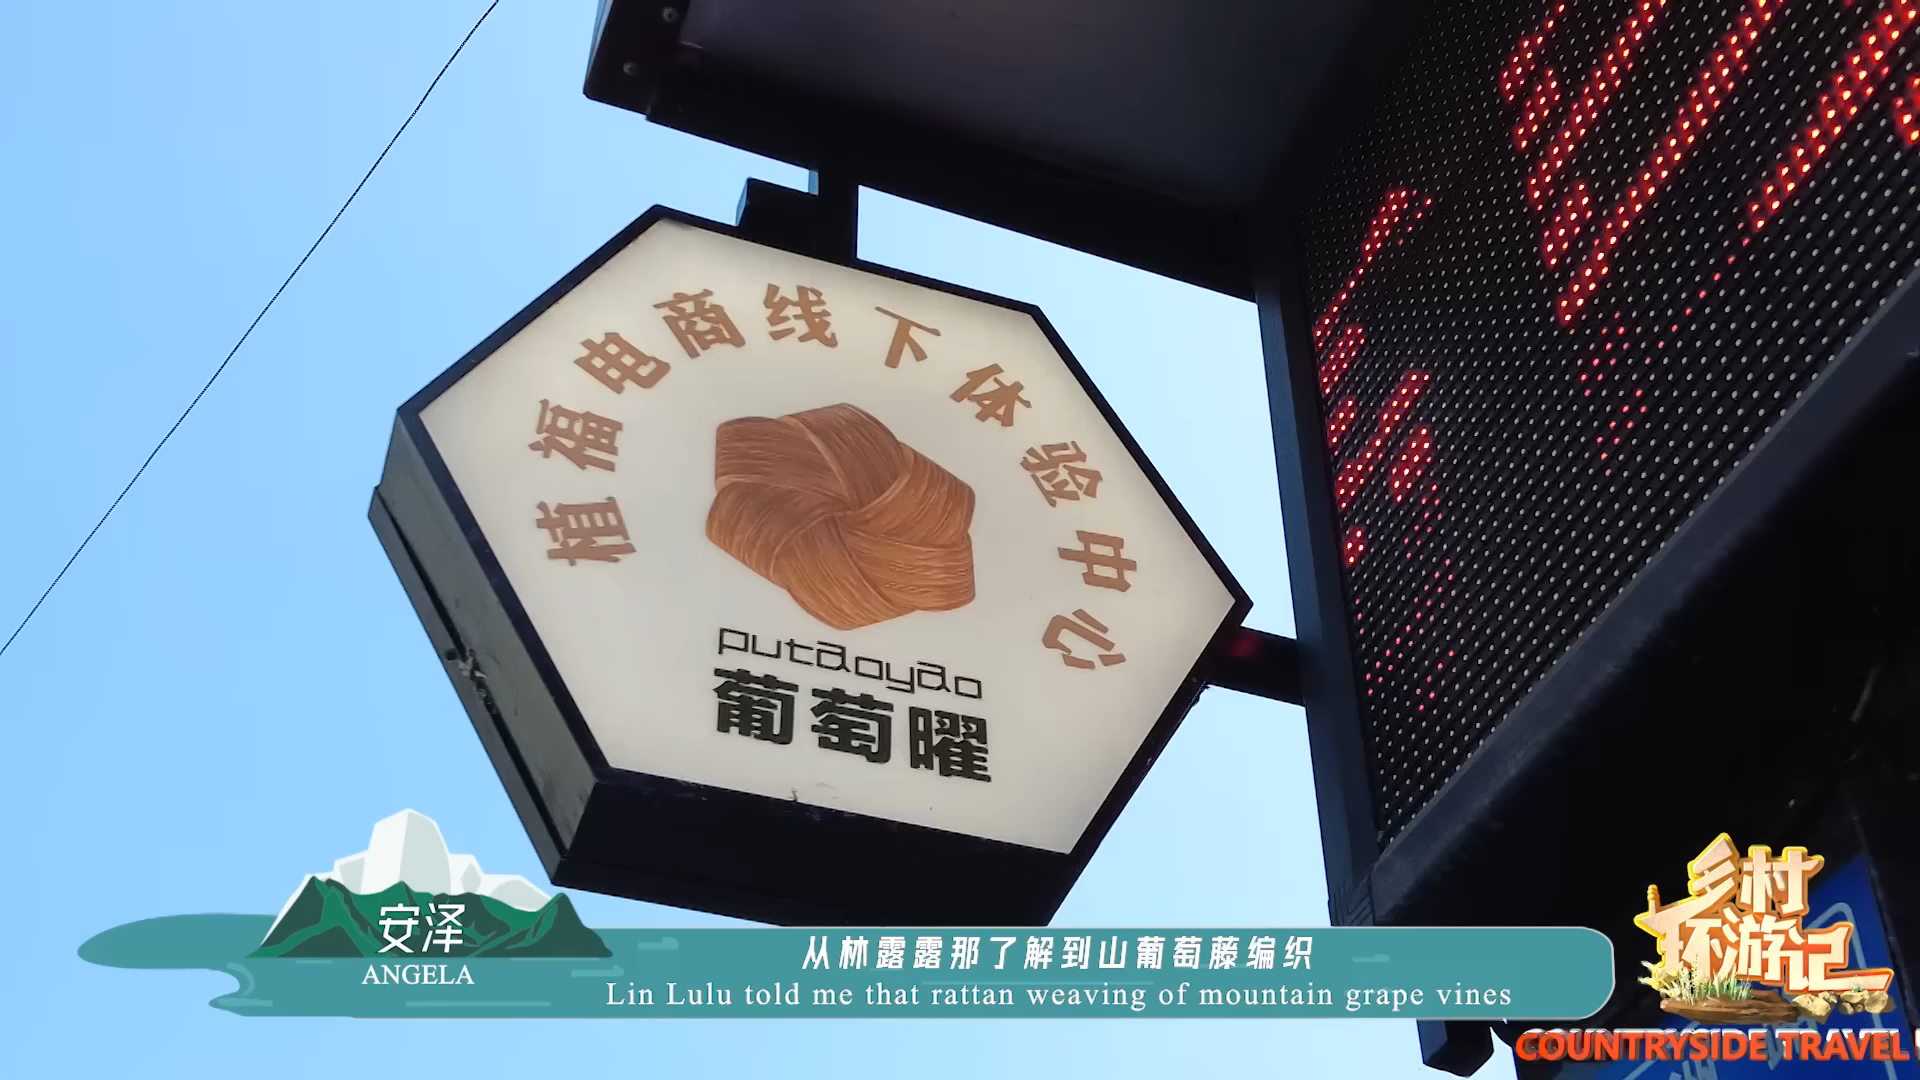 植福电商线下体验中心
putaoyao
葡萄曜
安泽
ANGELA
从林露露那了解到山葡萄藤编织
Lin Lulu told me that rattan weaving of mountain grape vines
乡村
环游记
COUNTRYSIDE TRAVEL